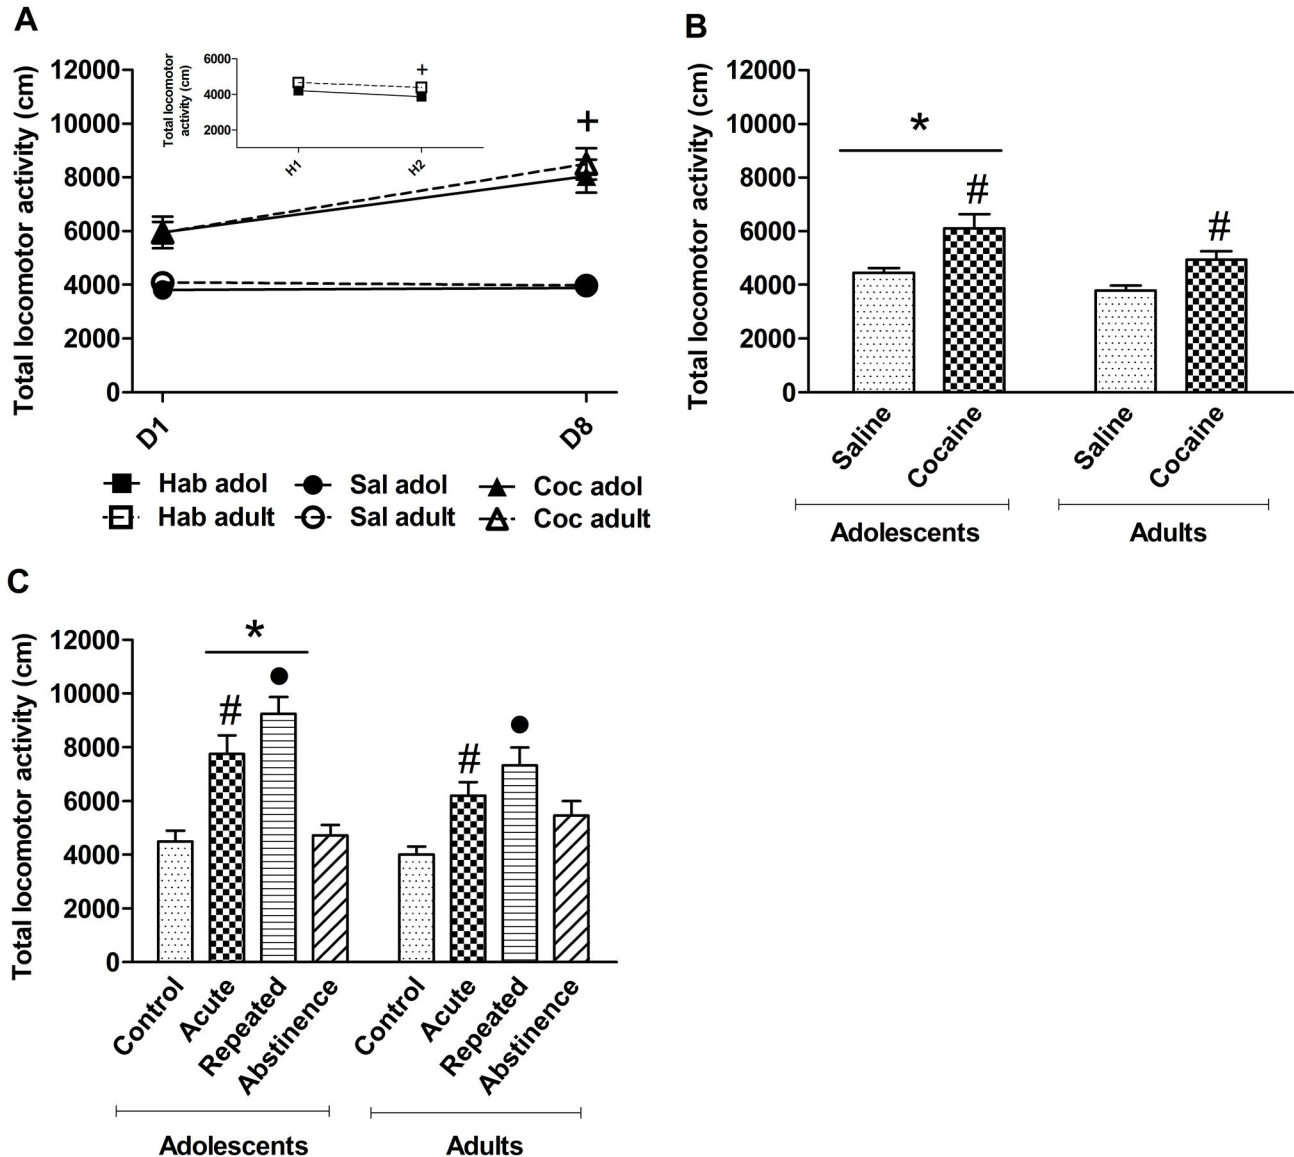 A
Total locomotor activity (cm)
12000
10000
8000
6000
4000
2000
0
D1
D8
+
Total locomotor
activity (cm)
6000
4000
2000
H1
H2
+
Hab adol
Sal adol
Coc adol
Hab adult
Sal adult
Coc adult
B
Total locomotor activity (cm)
12000
10000
8000
6000
4000
2000
0
*
#
#
Saline
Cocaine
Saline
Cocaine
Adolescents
Adults
C
Total locomotor activity (cm)
12000
10000
8000
6000
4000
2000
0
*
#
#
Control
Acute
Repeated
Abstinence
Control
Acute
Repeated
Abstinence
Adolescents
Adults